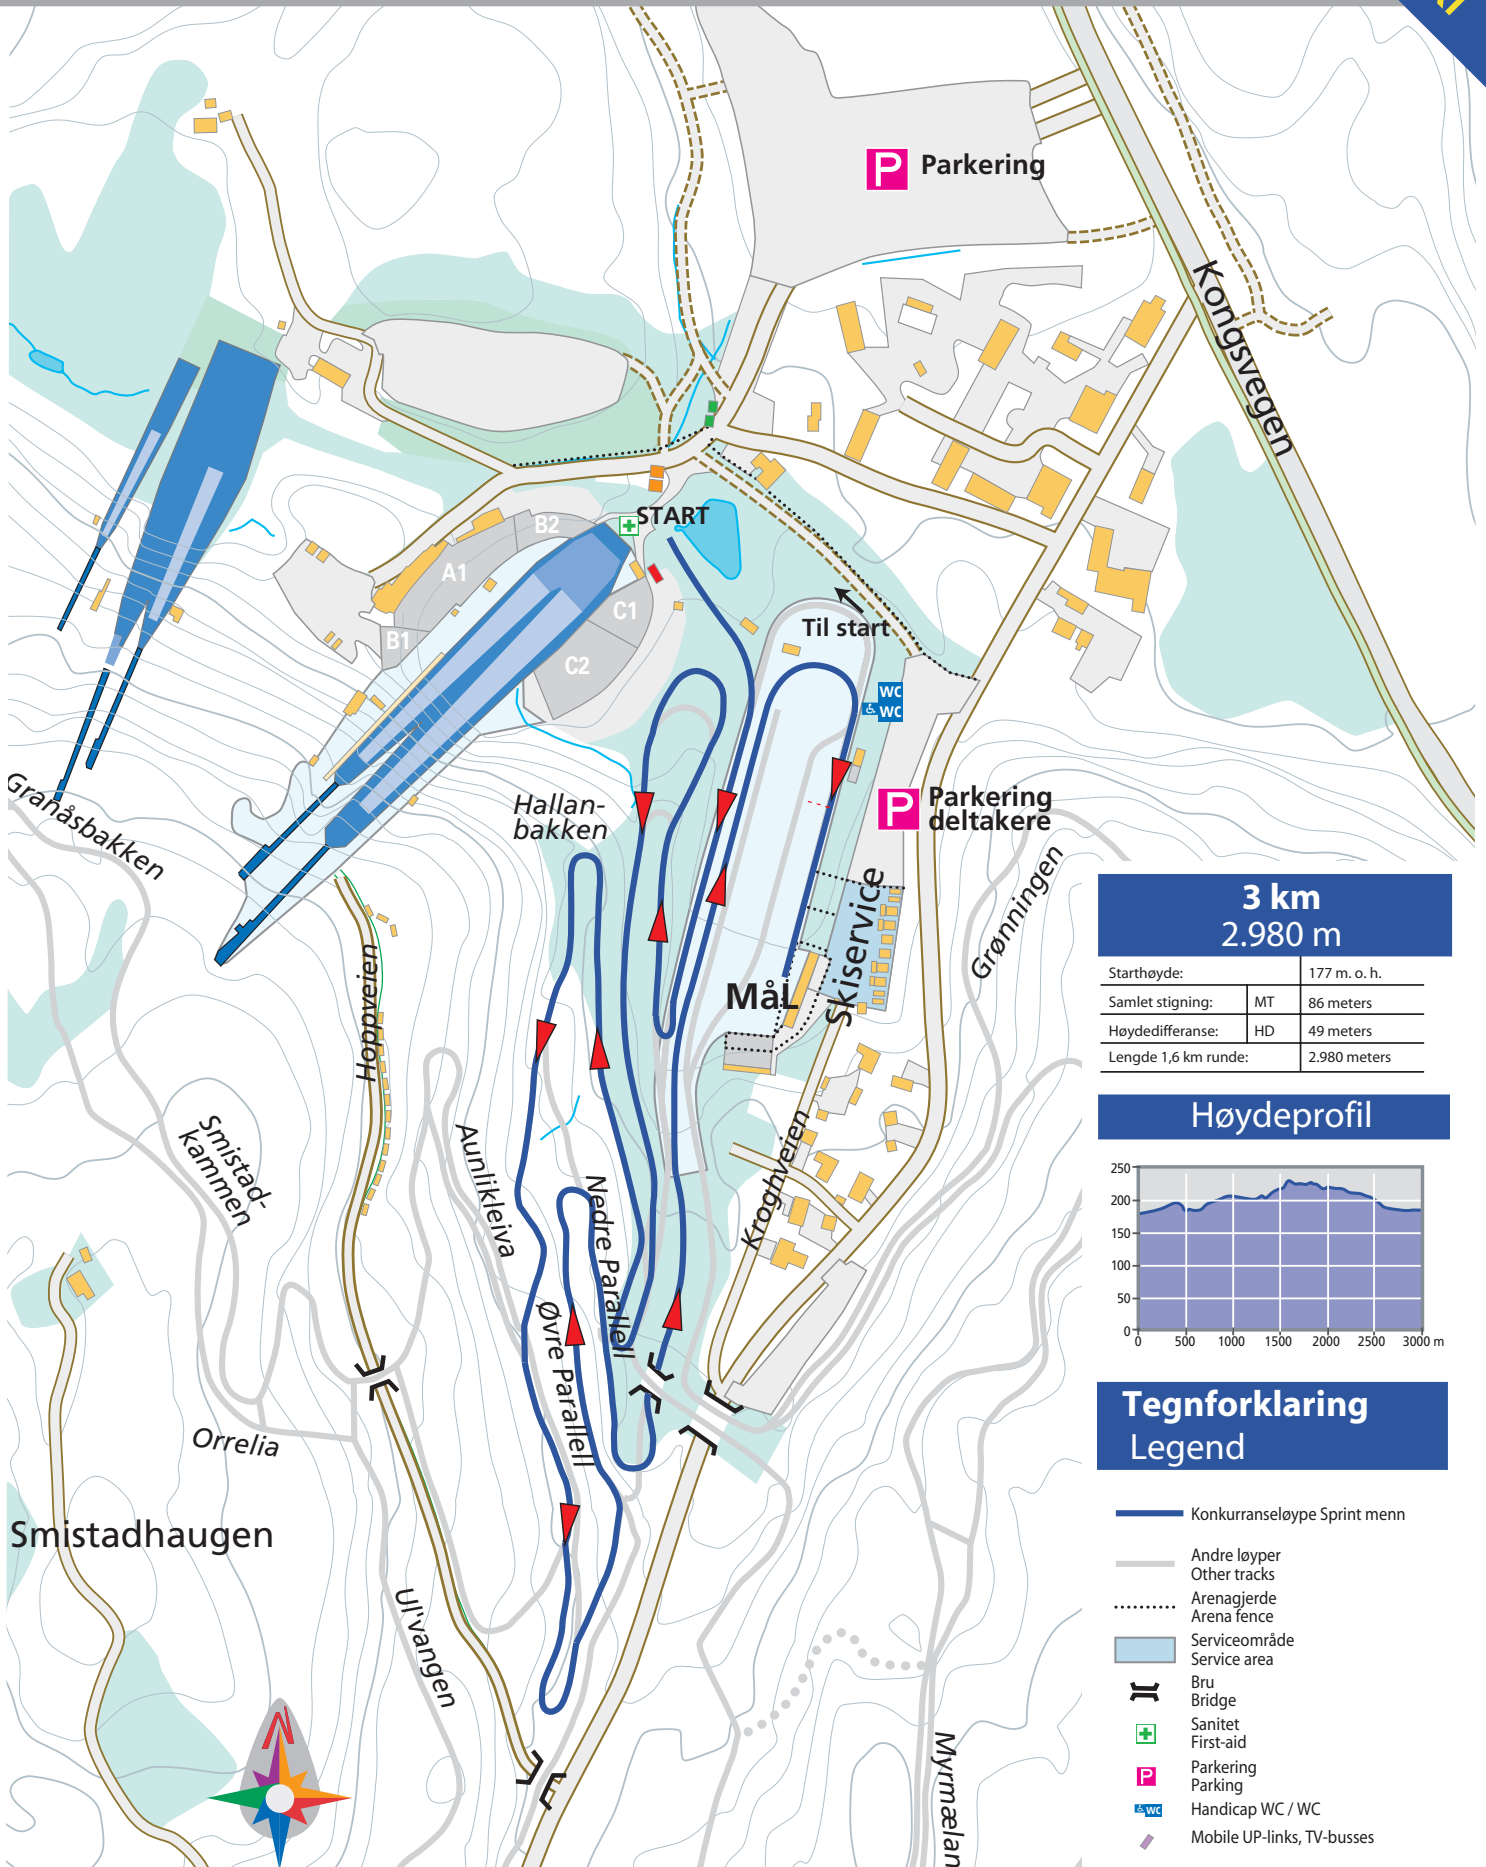 P Parkering
Kongsvegen
START
B2
A1
C1
B1
C2
Til start
WC
WC
Granåsbakken
Hallan-
bakken
P Parkering
deltakere
Skiservice
Grønningen
Mål
Hoppveien
Smistad-
kammen
Aunlikleiva
Nedre Parallell
Øvre Parallell
Kroghveien
Orrelia
Smistadhaugen
Ul'vangen
Myrmælan
N
3 km
2.980 m
Starthøyde: 177 m. o. h.
Samlet stigning: MT 86 meters
Høydedifferanse: HD 49 meters
Lengde 1,6 km runde: 2.980 meters
Høydeprofil
250
200
150
100
50
0
0 500 1000 1500 2000 2500 3000 m
Tegnforklaring
Legend
Konkurranseløype Sprint menn
Andre løyper
Other tracks
Arenagjerde
Arena fence
Serviceområde
Service area
Bru
Bridge
Sanitet
First-aid
P Parkering
Parking
WC Handicap WC / WC
Mobile UP-links, TV-busses